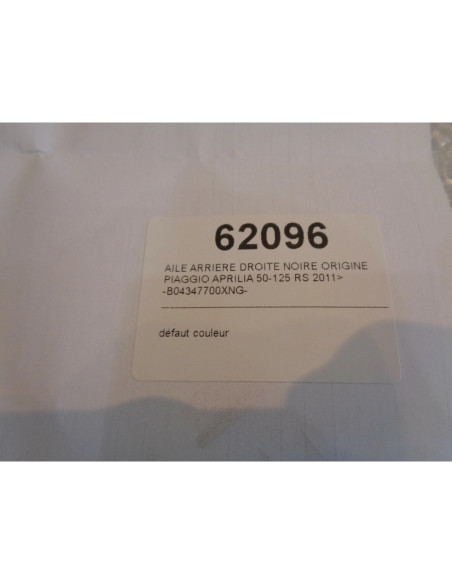 62096
AILE ARRIERE DROITE NOIRE ORIGINE
PIAGGIO APRILIA 50-125 RS 2011>
-B04347700XNG-
défaut couleur